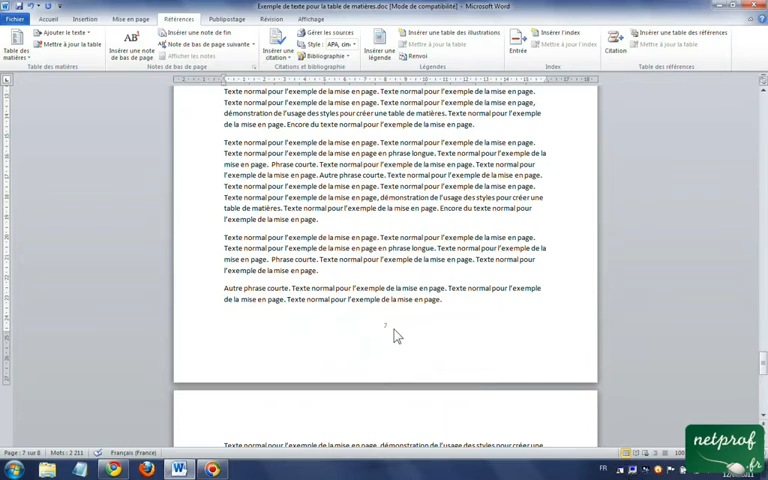 Exemple de texte pour la table de matières.doc [Mode de compatibilité] - Microsoft Word
Fichier Accueil Insertion Mise en page Références Publipostage Révision Affichage
Table des matières
Ajouter le texte
Mettre à jour la table
Table des matières
Insérer une note de bas de page
AB¹
Insérer une note de fin
Note de bas de page suivante
Afficher les notes
Notes de bas de page
Insérer une citation
Gérer les sources
Style : APA, cin
Bibliographie
Citations et bibliographie
Insérer une légende
Insérer une table des illustrations
Mettre à jour la table
Renvoi
Légendes
Entrée
Insérer l'index
Mettre à jour l'index
Index
Citation
Insérer une table des références
Mettre à jour la table
Table des références
Texte normal pour l'exemple de la mise en page. Texte normal pour l'exemple de la mise en page.
Texte normal pour l'exemple de la mise en page. Texte normal pour l'exemple de la mise en page,
démonstration de l'usage des styles pour créer une table de matières. Texte normal pour l'exemple
de la mise en page. Encore du texte normal pour l'exemple de la mise en page.
Texte normal pour l'exemple de la mise en page. Texte normal pour l'exemple de la mise en page.
Texte normal pour l'exemple de la mise en page en phrase longue. Texte normal pour l'exemple de la
mise en page. Phrase courte. Texte normal pour l'exemple de la mise en page. Texte normal pour
l'exemple de la mise en page. Autre phrase courte. Texte normal pour l'exemple de la mise en page.
Texte normal pour l'exemple de la mise en page. Texte normal pour l'exemple de la mise en page.
Texte normal pour l'exemple de la mise en page, démonstration de l'usage des styles pour créer une
table de matières. Texte normal pour l'exemple de la mise en page. Encore du texte normal pour
l'exemple de la mise en page.
Texte normal pour l'exemple de la mise en page. Texte normal pour l'exemple de la mise en page.
Texte normal pour l'exemple de la mise en page en phrase longue. Texte normal pour l'exemple de la
mise en page. Phrase courte. Texte normal pour l'exemple de la mise en page. Texte normal pour
l'exemple de la mise en page.
Autre phrase courte. Texte normal pour l'exemple de la mise en page. Texte normal pour l'exemple
de la mise en page. Texte normal pour l'exemple de la mise en page.
7
Texte normal pour l'exemple de la mise en page, démonstration de l'usage des styles pour créer une
Page : 7 sur 8 Mots : 2 211 Français (France)
FR
netprof
.fr